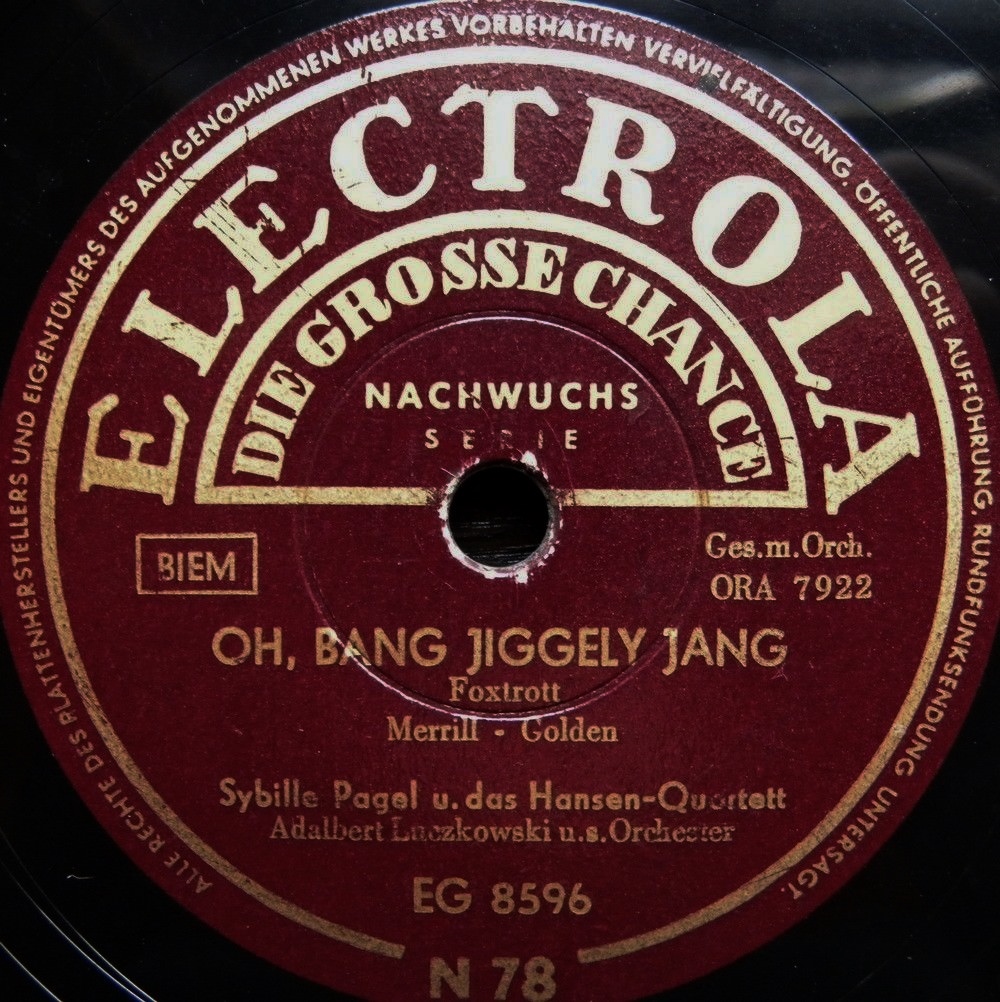 ALLE RECHTE DES PLATTENHERSTELLERS UND EIGENTÜMERS DES AUFGENOMMENEN WERKES VORBEHALTEN VERVIELFÄLTIGUNG, ÖFFENTLICHE AUFFÜHRUNG, RUNDFUNKSENDUNG UNTERSAGT.
ELECTROLA
DIE GROSSE CHANCE
NACHWUCHS
SERIE
BIEM
Ges.m.Orch.
ORA 7922
OH, BANG JIGGELY JANG
Foxtrott
Merrill - Golden
Sybille Pagel u. das Hansen-Quartett
Adalbert Luczkowski u.s.Orchester
EG 8596
N 78